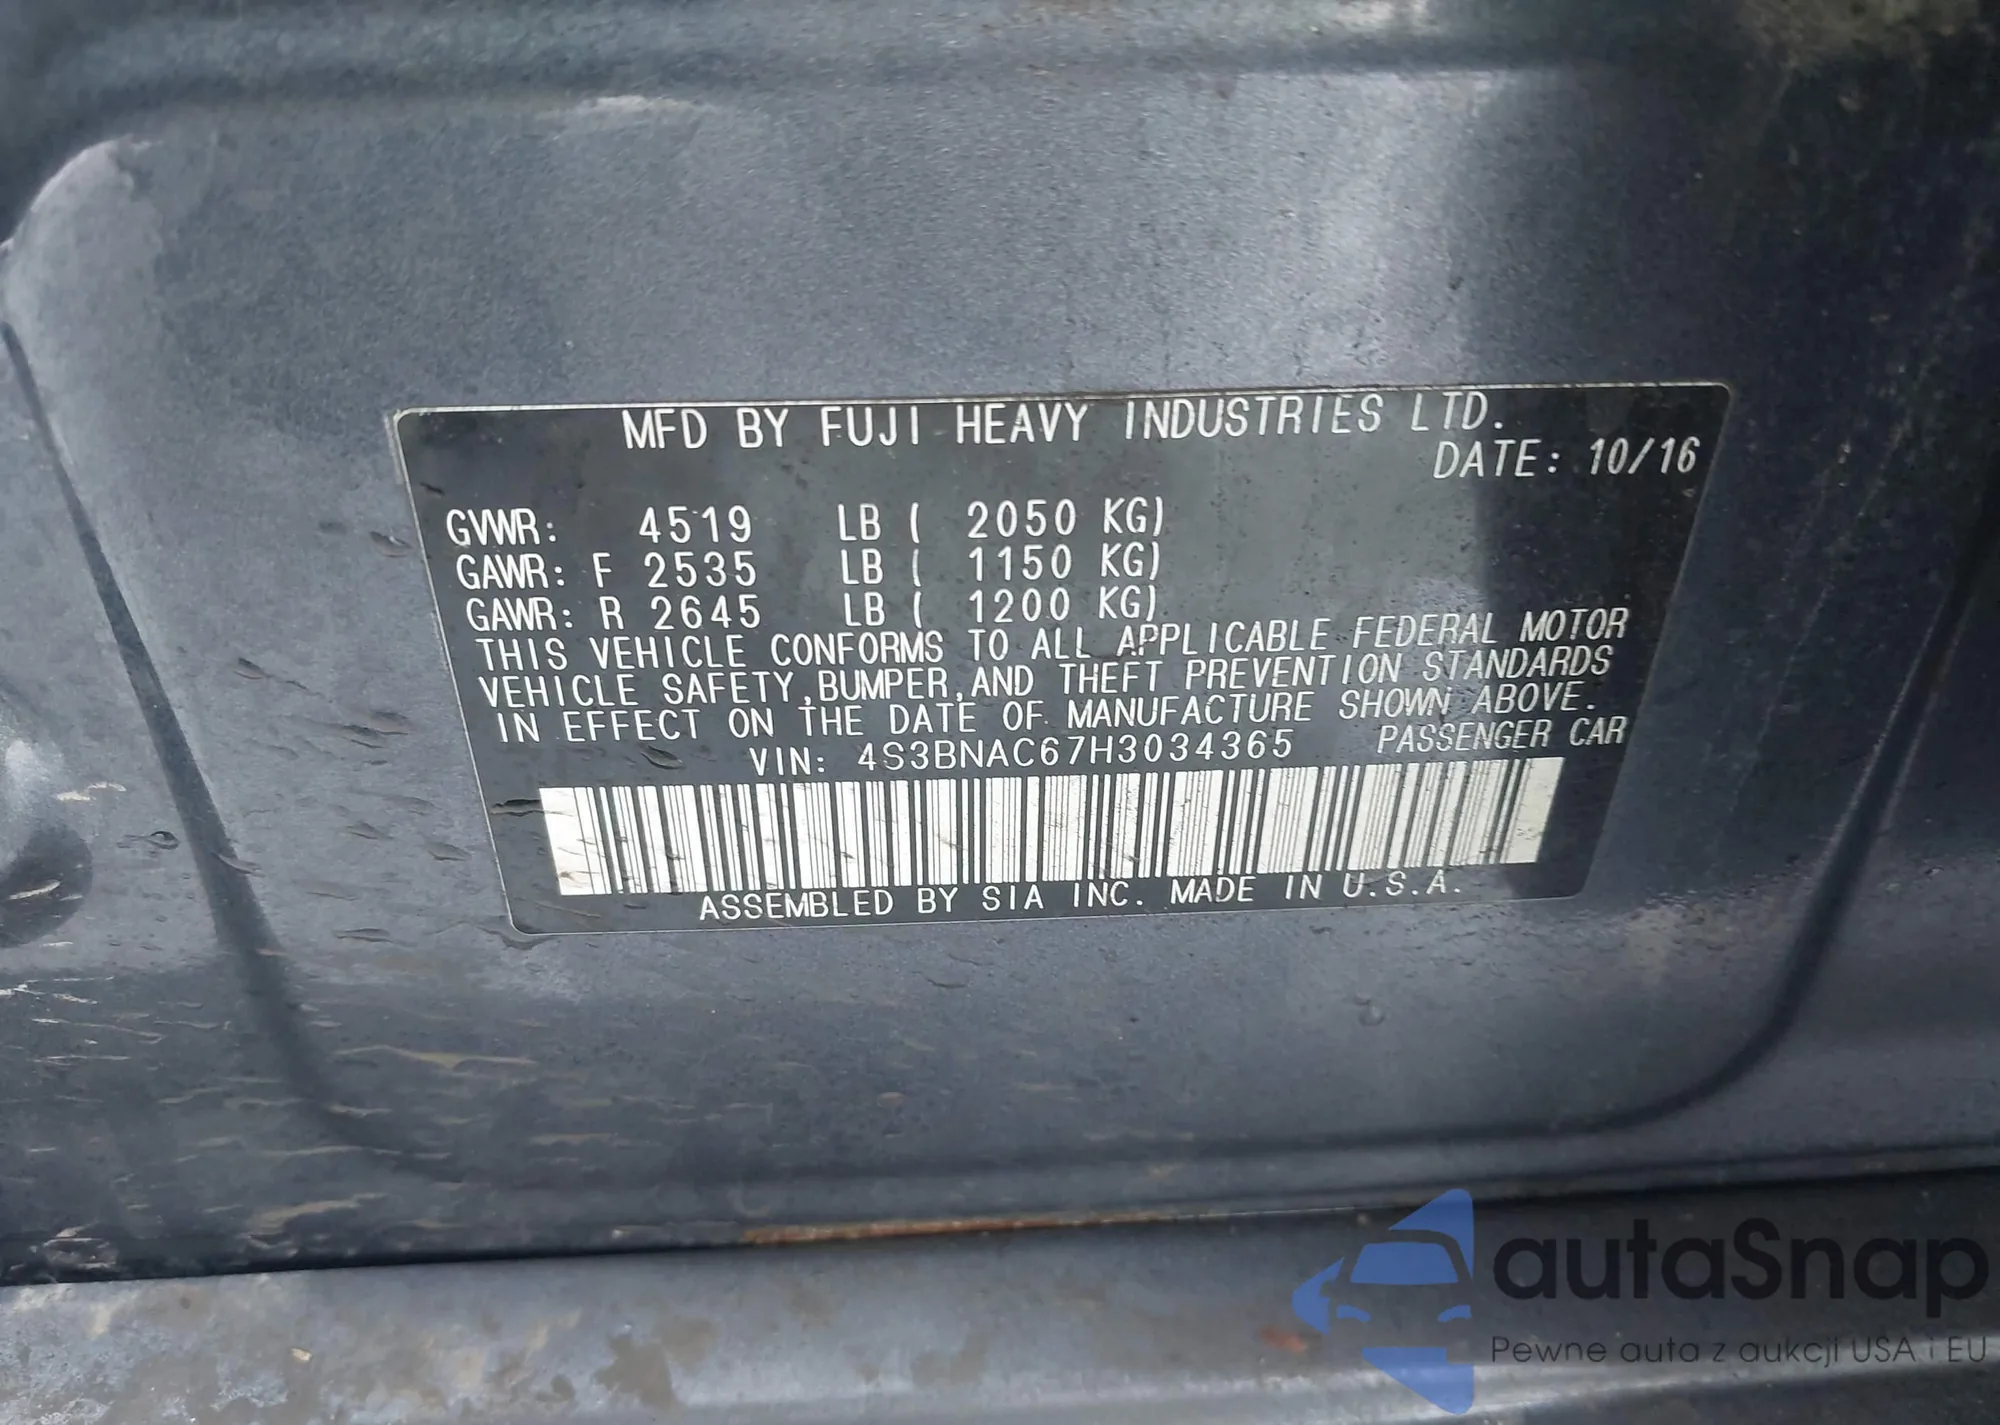 MFD BY FUJI HEAVY INDUSTRIES LTD.
DATE: 10/16
GVWR: 4519 LB ( 2050 KG)
GAWR: F 2535 LB ( 1150 KG)
GAWR: R 2645 LB ( 1200 KG)
THIS VEHICLE CONFORMS TO ALL APPLICABLE FEDERAL MOTOR
VEHICLE SAFETY,BUMPER,AND THEFT PREVENTION STANDARDS
IN EFFECT ON THE DATE OF MANUFACTURE SHOWN ABOVE.
VIN: 4S3BNAC67H3034365 PASSENGER CAR
ASSEMBLED BY SIA INC. MADE IN U.S.A.
autaSnap
Pewne auta z aukcji USA i EU